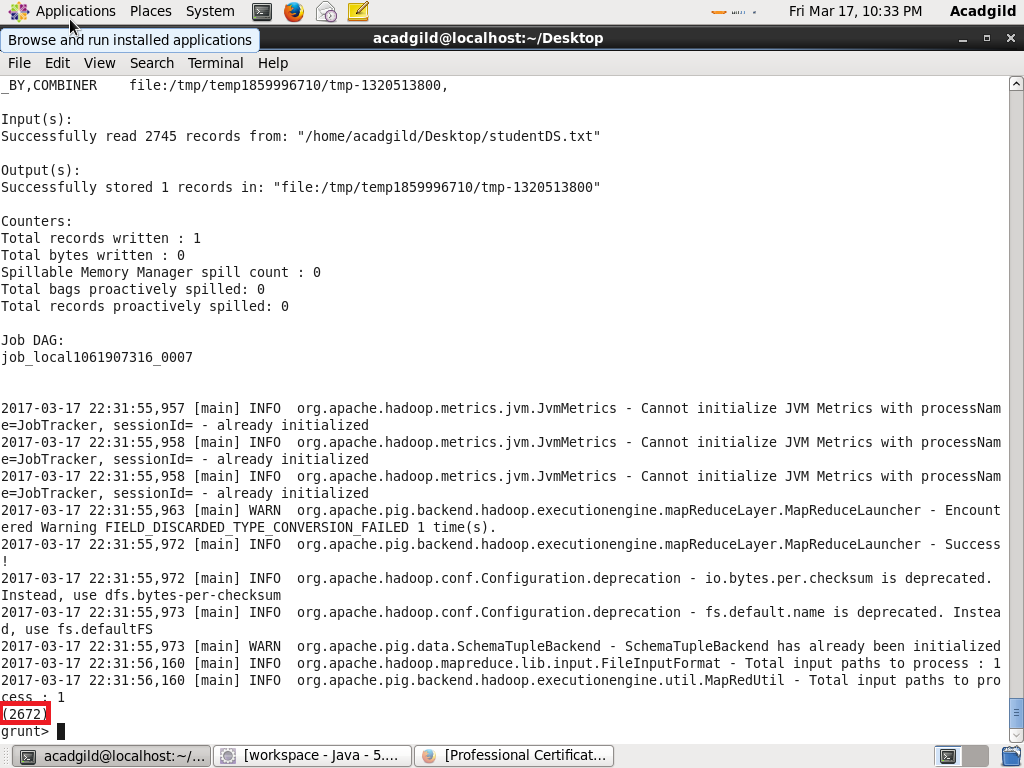 Applications Places System Fri Mar 17, 10:33 PM Acadgild
Browse and run installed applications
acadgild@localhost:~/Desktop
File Edit View Search Terminal Help
_BY,COMBINER    file:/tmp/temp1859996710/tmp-1320513800,
Input(s):
Successfully read 2745 records from: "/home/acadgild/Desktop/studentDS.txt"
Output(s):
Successfully stored 1 records in: "file:/tmp/temp1859996710/tmp-1320513800"
Counters:
Total records written : 1
Total bytes written : 0
Spillable Memory Manager spill count : 0
Total bags proactively spilled: 0
Total records proactively spilled: 0
Job DAG:
job_local1061907316_0007
2017-03-17 22:31:55,957 [main] INFO  org.apache.hadoop.metrics.jvm.JvmMetrics - Cannot initialize JVM Metrics with processNam
e=JobTracker, sessionId= - already initialized
2017-03-17 22:31:55,958 [main] INFO  org.apache.hadoop.metrics.jvm.JvmMetrics - Cannot initialize JVM Metrics with processNam
e=JobTracker, sessionId= - already initialized
2017-03-17 22:31:55,958 [main] INFO  org.apache.hadoop.metrics.jvm.JvmMetrics - Cannot initialize JVM Metrics with processNam
e=JobTracker, sessionId= - already initialized
2017-03-17 22:31:55,963 [main] WARN  org.apache.pig.backend.hadoop.executionengine.mapReduceLayer.MapReduceLauncher - Encount
ered Warning FIELD_DISCARDED_TYPE_CONVERSION_FAILED 1 time(s).
2017-03-17 22:31:55,972 [main] INFO  org.apache.pig.backend.hadoop.executionengine.mapReduceLayer.MapReduceLauncher - Success
!
2017-03-17 22:31:55,972 [main] INFO  org.apache.hadoop.conf.Configuration.deprecation - io.bytes.per.checksum is deprecated.
Instead, use dfs.bytes-per-checksum
2017-03-17 22:31:55,973 [main] INFO  org.apache.hadoop.conf.Configuration.deprecation - fs.default.name is deprecated. Instea
d, use fs.defaultFS
2017-03-17 22:31:55,973 [main] WARN  org.apache.pig.data.SchemaTupleBackend - SchemaTupleBackend has already been initialized
2017-03-17 22:31:56,160 [main] INFO  org.apache.hadoop.mapreduce.lib.input.FileInputFormat - Total input paths to process : 1
2017-03-17 22:31:56,160 [main] INFO  org.apache.pig.backend.hadoop.executionengine.util.MapRedUtil - Total input paths to pro
cess : 1
(2672)
grunt>
acadgild@localhost:~/... [workspace - Java - 5.... [Professional Certificat...